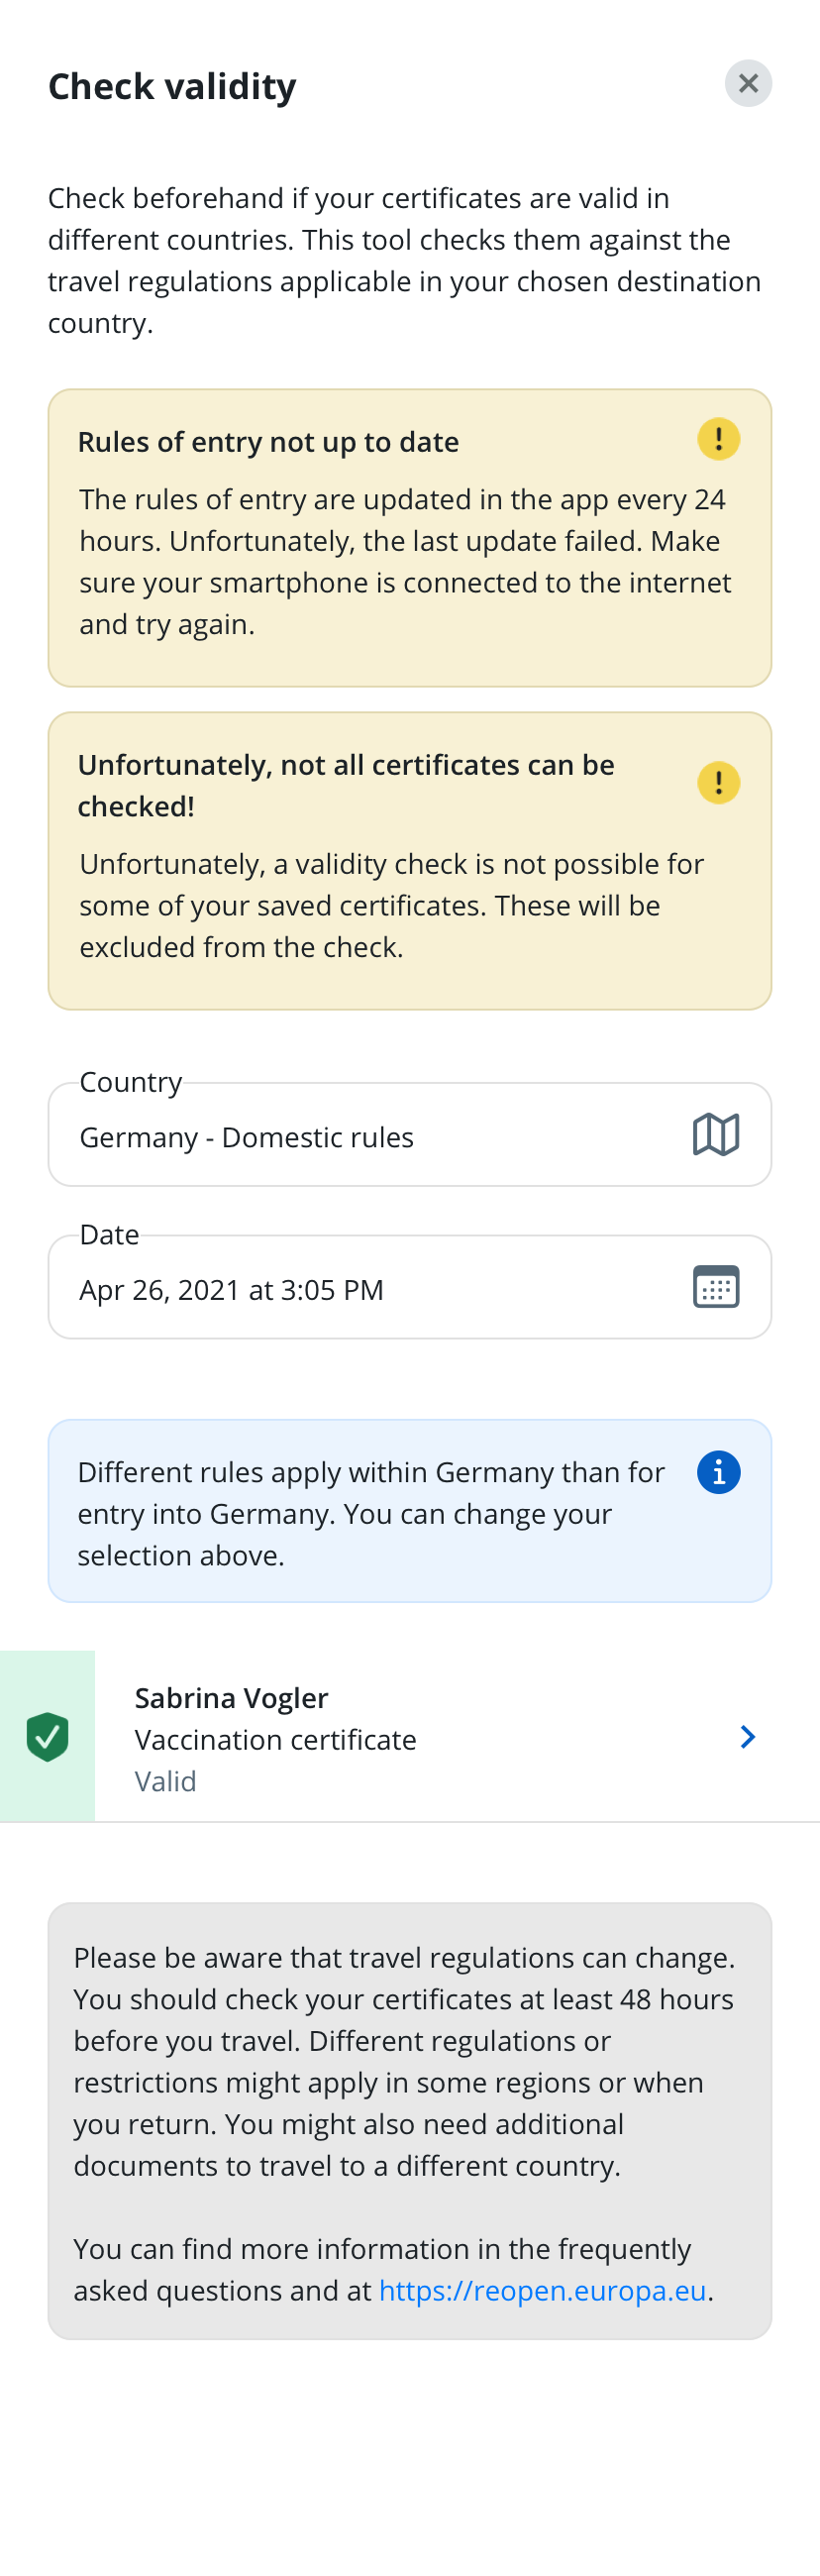 Check validity
Check beforehand if your certificates are valid in
different countries. This tool checks them against the
travel regulations applicable in your chosen destination
country.
Rules of entry not up to date
The rules of entry are updated in the app every 24
hours. Unfortunately, the last update failed. Make
sure your smartphone is connected to the internet
and try again.
Unfortunately, not all certificates can be
checked!
Unfortunately, a validity check is not possible for
some of your saved certificates. These will be
excluded from the check.
Country
Germany - Domestic rules
Date
Apr 26, 2021 at 3:05 PM
Different rules apply within Germany than for
entry into Germany. You can change your
selection above.
Sabrina Vogler
Vaccination certificate
Valid
Please be aware that travel regulations can change.
You should check your certificates at least 48 hours
before you travel. Different regulations or
restrictions might apply in some regions or when
you return. You might also need additional
documents to travel to a different country.
You can find more information in the frequently
asked questions and at https://reopen.europa.eu.